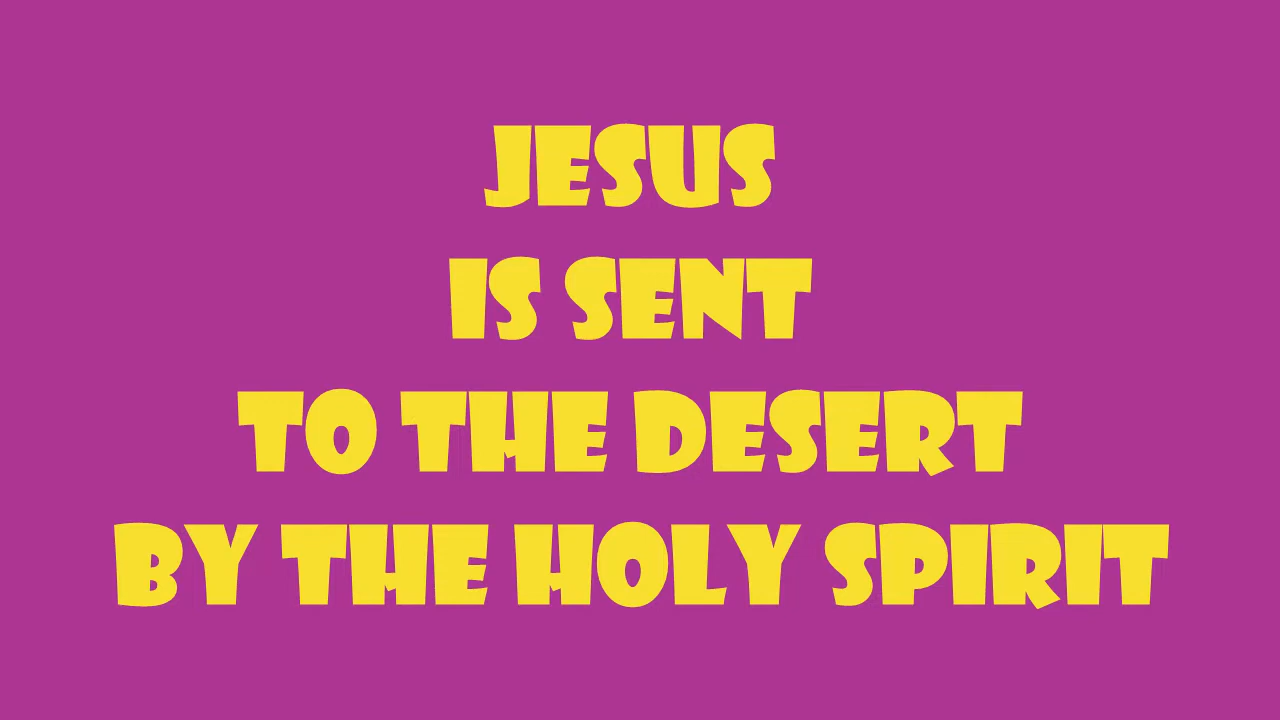 JESUS
IS SENT
TO THE DESERT
BY THE HOLY SPIRIT